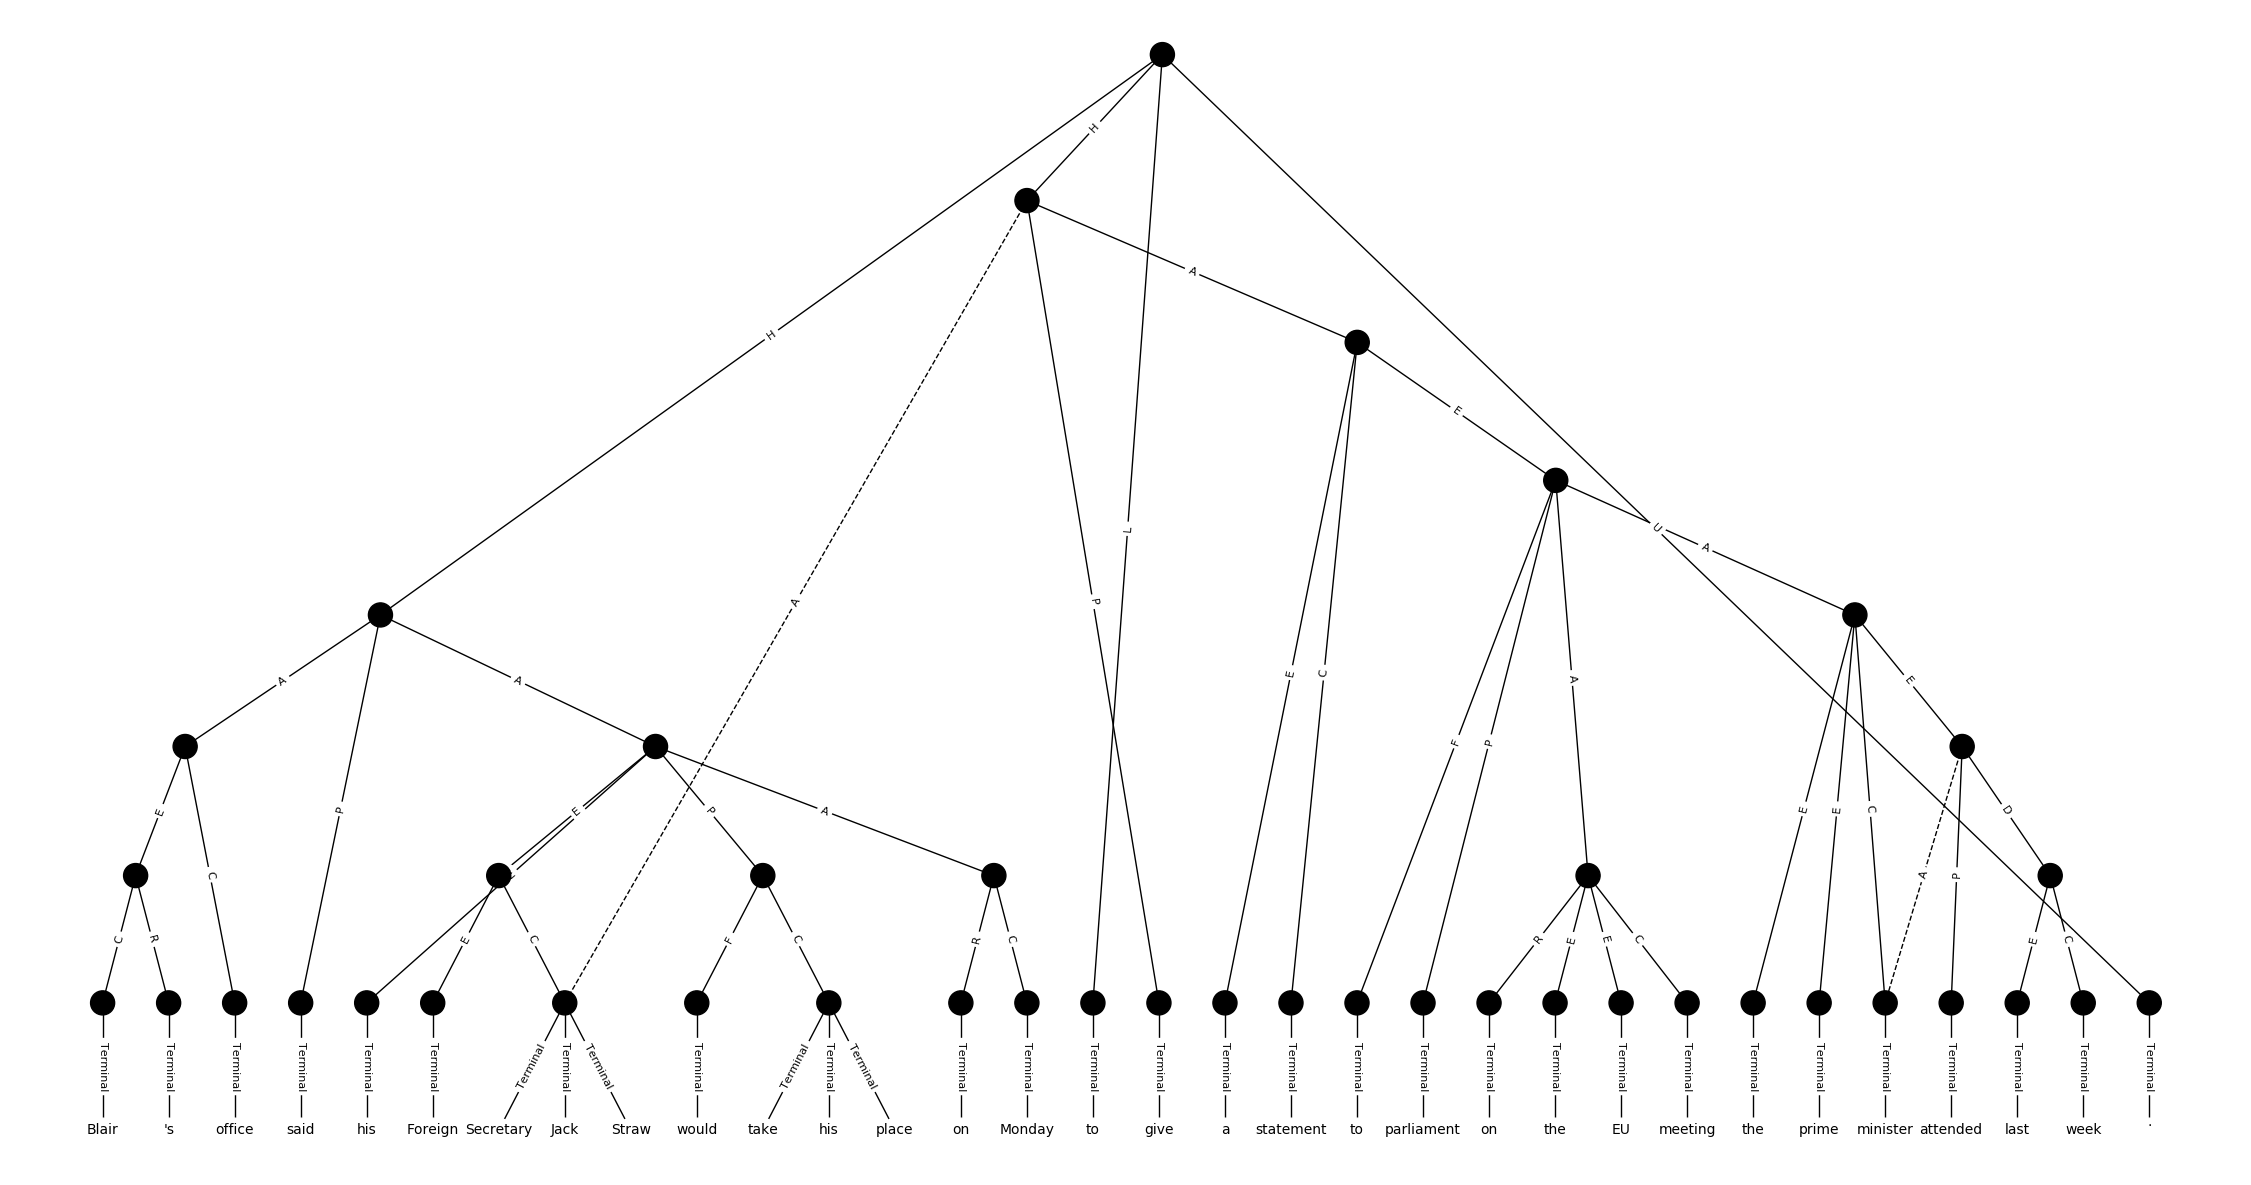 H
A
H
E
L
U
A
P
A
A
A
E
C
A
E
F
P
E
E
P
A
P
E
E
C
D
C
A
P
C
R
E
C
F
C
R
C
R
E
E
C
E
C
Terminal Terminal Terminal Terminal Terminal Terminal Terminal Terminal Terminal Terminal Terminal Terminal Terminal Terminal Terminal Terminal Terminal Terminal Terminal Terminal Terminal Terminal Terminal Terminal Terminal Terminal Terminal Terminal Terminal Terminal Terminal Terminal
Blair 's office said his Foreign Secretary Jack Straw would take his place on Monday to give a statement to parliament on the EU meeting the prime minister attended last week .